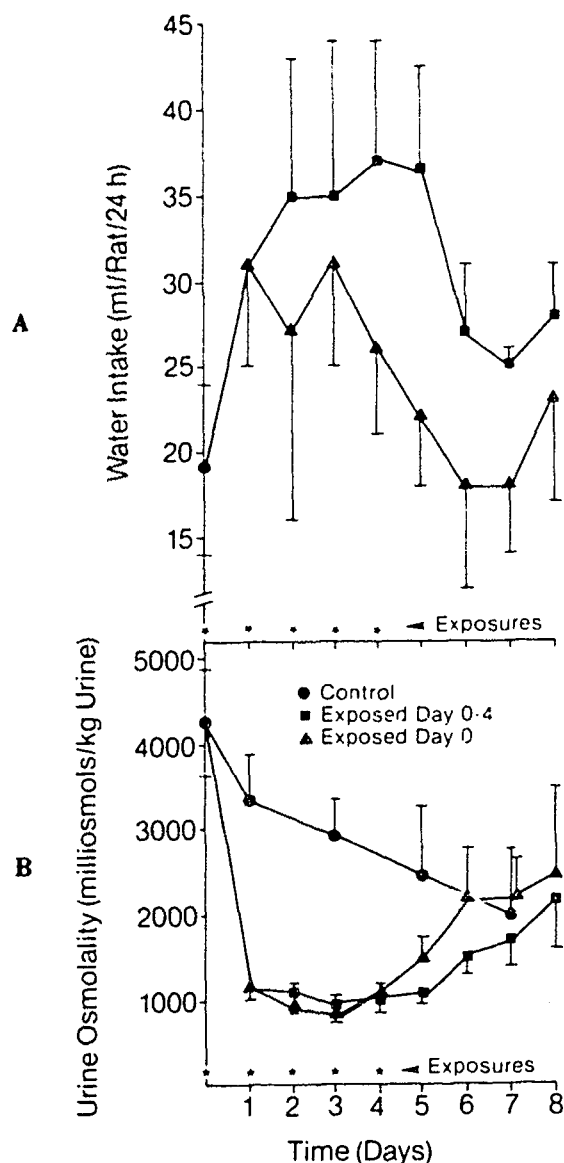 45
40
35
30
25
20
15
Water Intake (ml/Rat/24 h)
A
* * * * * ◄ Exposures
5000
4000
3000
2000
1000
Urine Osmolality (milliosmols/kg Urine)
B
● Control
■ Exposed Day 0-4
▲ Exposed Day 0
* * * * * ◄ Exposures
1 2 3 4 5 6 7 8
Time (Days)